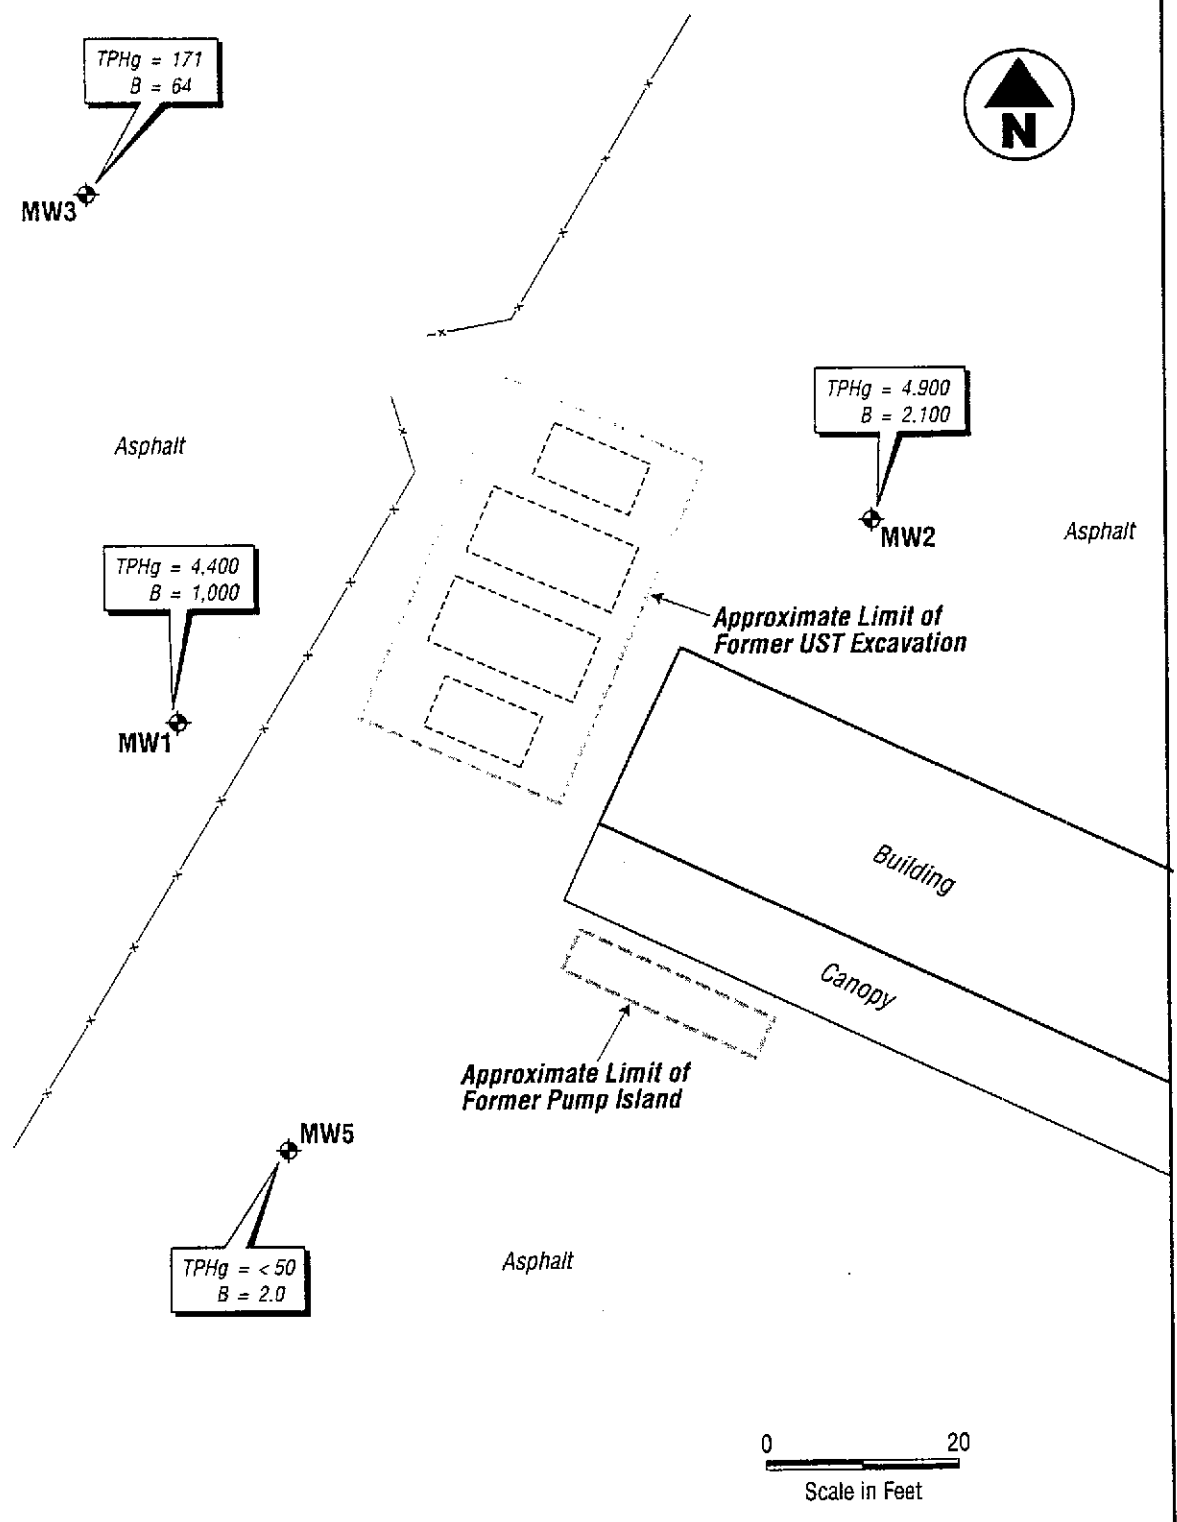 TPHg = 171
B = 64
N
MW3
TPHg = 4.900
B = 2.100
Asphalt
MW2
Asphalt
TPHg = 4,400
B = 1,000
Approximate Limit of
Former UST Excavation
MW1
Building
Canopy
Approximate Limit of
Former Pump Island
MW5
TPHg = < 50
B = 2.0
Asphalt
0 20
Scale in Feet